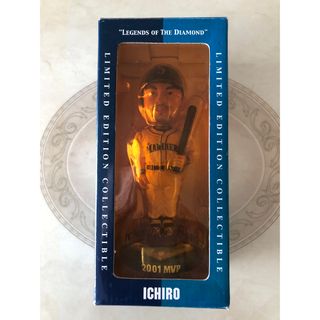 "LEGENDS OF THE DIAMOND"
LIMITED EDITION COLLECTIBLE
LIMITED EDITION COLLECTIBLE
MARINERS
2001 MVP
ICHIRO